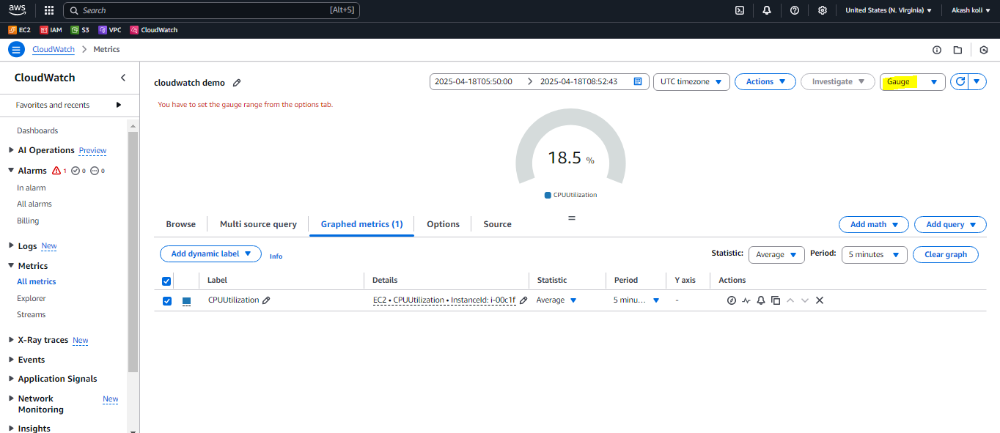 aws
Search [Alt+S] United States (N. Virginia) Akash koli
EC2 IAM S3 VPC CloudWatch
CloudWatch Metrics
CloudWatch
Favorites and recents
Dashboards
AI Operations Preview
Alarms 1 0 0
In alarm
All alarms
Billing
Logs New
Metrics
All metrics
Explorer
Streams
X-Ray traces New
Events
Application Signals
Network Monitoring New
Insights
cloudwatch demo 2025-04-18T05:50:00 2025-04-18T08:52:43 UTC timezone Actions Investigate Gauge
You have to set the gauge range from the options tab.
18.5 %
CPUUtilization
Browse Multi source query Graphed metrics (1) Options Source Add math Add query
Add dynamic label Info Statistic: Average Period: 5 minutes Clear graph
Label Details Statistic Period Y axis Actions
CPUUtilization EC2 • CPUUtilization • InstanceId: i-00c1f Average 5 minu... -